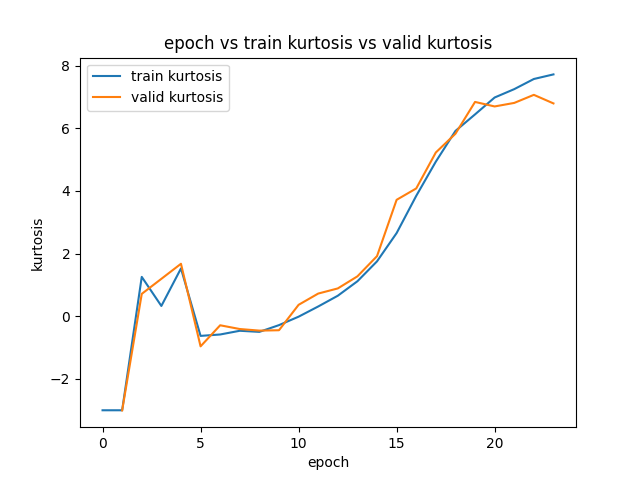 epoch vs train kurtosis vs valid kurtosis
train kurtosis
valid kurtosis
kurtosis
8
6
4
2
0
−2
0 5 10 15 20
epoch